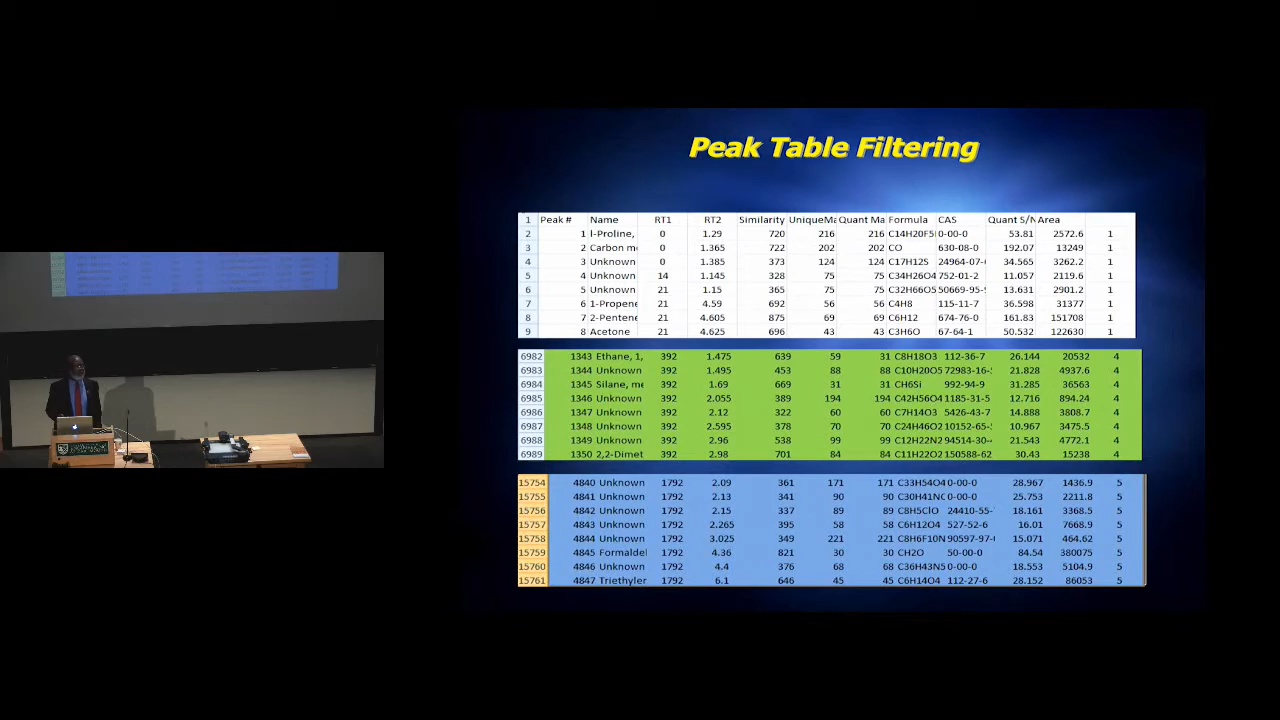 Peak Table Filtering
1 Peak # Name RT1 RT2 Similarity UniqueMa Quant Ma Formula CAS Quant S/N Area
2 1 l-Proline, 0 1.29 720 216 216 C14H20F5 0-00-0 53.81 2572.6 1
3 2 Carbon m 0 1.365 722 202 202 CO 630-08-0 192.07 13249 1
4 3 Unknown 0 1.385 373 124 124 C17H12S 24964-07- 34.565 3262.2 1
5 4 Unknown 14 1.145 328 75 75 C34H26O4 752-01-2 11.057 2119.6 1
6 5 Unknown 21 1.15 365 75 75 C32H66O5 50669-95- 13.631 2901.2 1
7 6 1-Propene 21 4.59 692 56 56 C4H8 115-11-7 36.598 31377 1
8 7 2-Pentene 21 4.605 875 69 69 C6H12 674-76-0 161.83 151708 1
9 8 Acetone 21 4.625 696 43 43 C3H6O 67-64-1 50.532 122630 1
6982 1343 Ethane, 1, 392 1.475 639 59 31 C8H18O3 112-36-7 26.144 20532 4
6983 1344 Unknown 392 1.495 453 88 88 C10H20O5 72983-16- 21.828 4937.6 4
6984 1345 Silane, me 392 1.69 669 31 31 CH6Si 992-94-9 31.285 36563 4
6985 1346 Unknown 392 2.055 389 194 194 C42H56O4 1185-31-5 12.716 894.24 4
6986 1347 Unknown 392 2.12 322 60 60 C7H14O3 5426-43-7 14.888 3808.7 4
6987 1348 Unknown 392 2.595 378 70 70 C24H46O2 10152-65- 10.967 3475.5 4
6988 1349 Unknown 392 2.96 538 99 99 C12H22N2 94514-30- 21.543 4772.1 4
6989 1350 2,2-Dimet 392 2.98 701 84 84 C11H22O2 150588-62 30.43 15238 4
15754 4840 Unknown 1792 2.09 361 171 171 C33H54O4 0-00-0 28.967 1436.9 5
15755 4841 Unknown 1792 2.13 341 90 90 C30H41NO 0-00-0 25.753 2211.8 5
15756 4842 Unknown 1792 2.15 337 89 89 C8H5ClO 24410-55- 18.161 3368.5 5
15757 4843 Unknown 1792 2.265 395 58 58 C6H12O4 527-52-6 16.01 7668.9 5
15758 4844 Unknown 1792 3.025 349 221 221 C8H6F10N 90597-97- 15.071 464.62 5
15759 4845 Formaldel 1792 4.36 821 30 30 CH2O 50-00-0 84.54 380075 5
15760 4846 Unknown 1792 4.4 376 68 68 C36H43N5 0-00-0 18.553 5104.9 5
15761 4847 Triethyler 1792 6.1 646 45 45 C6H14O4 112-27-6 28.152 86053 5